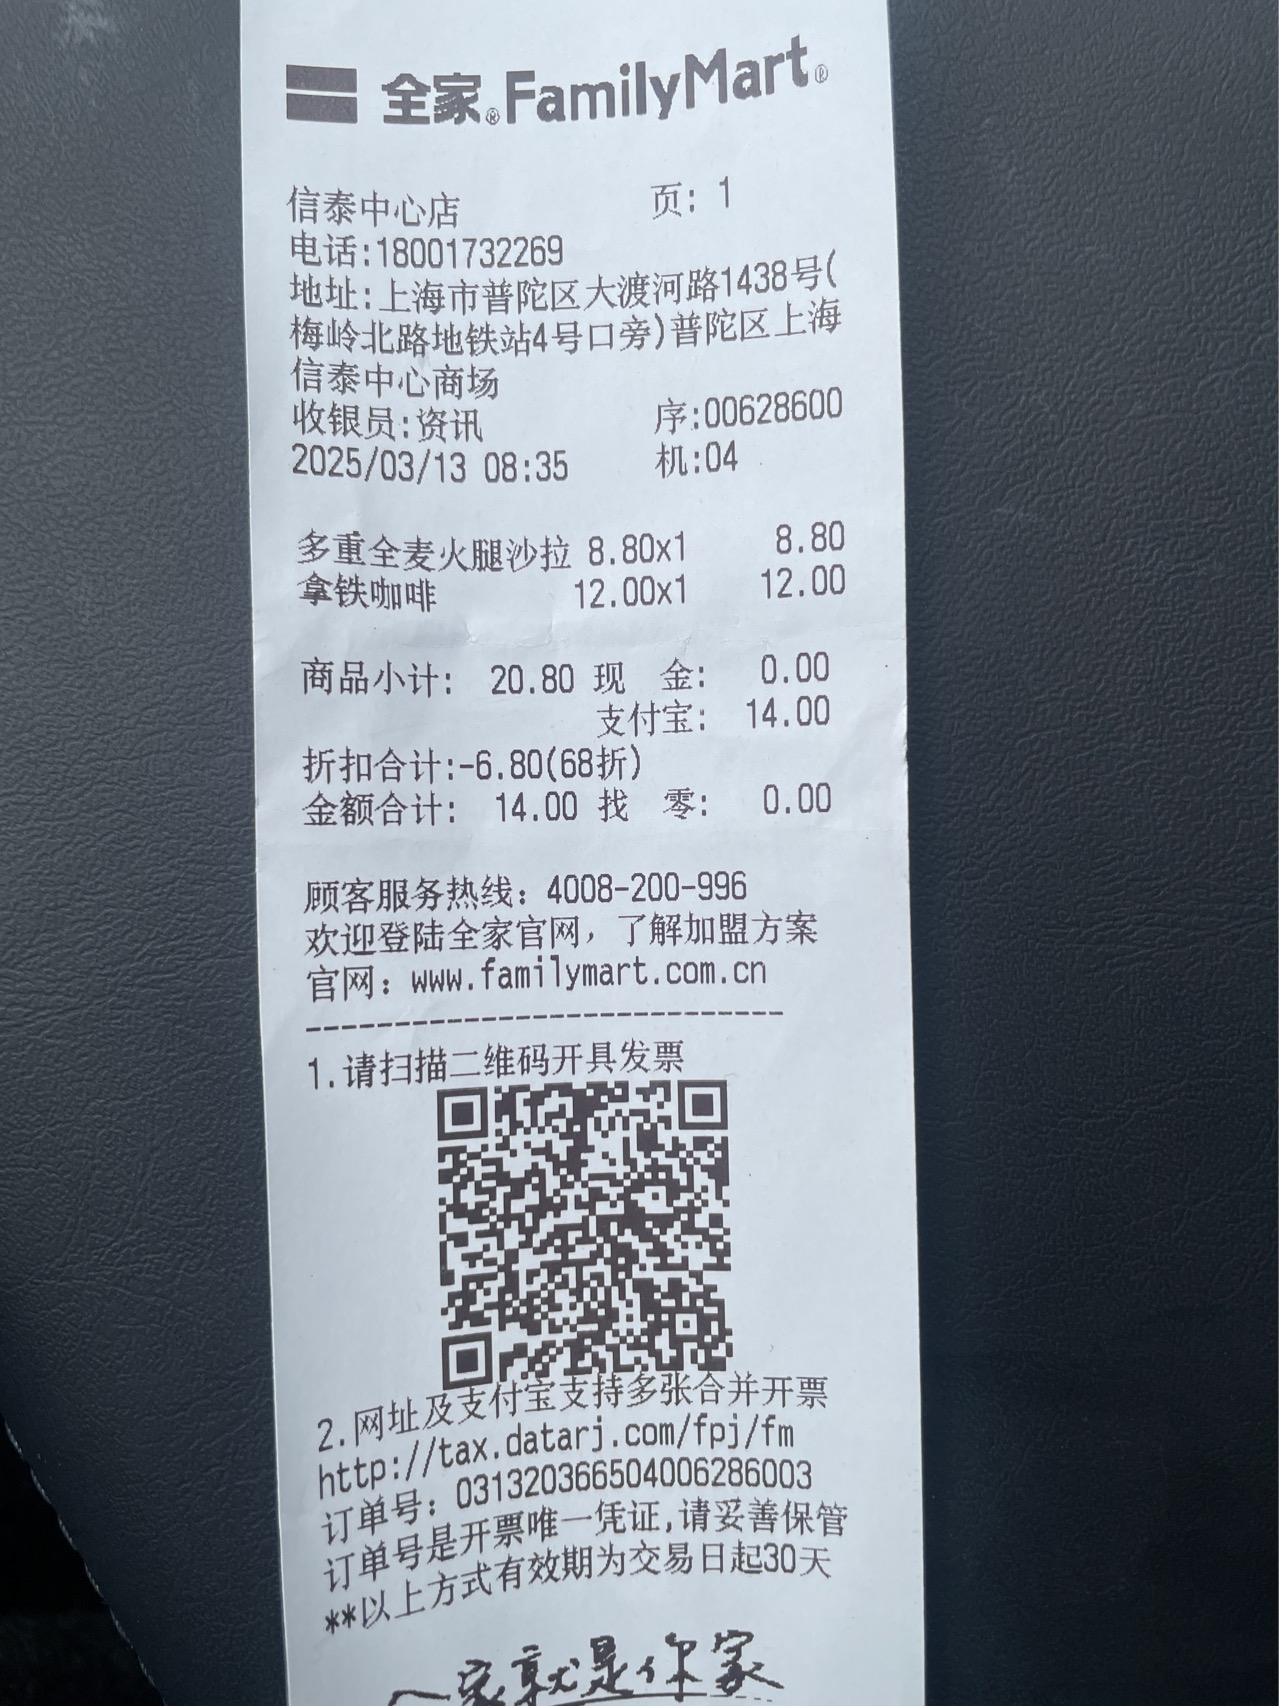 全家®FamilyMart®
信泰中心店 页: 1
电话:18001732269
地址:上海市普陀区大渡河路1438号(
梅岭北路地铁站4号口旁)普陀区上海
信泰中心商场
收银员:资讯 序:00628600
2025/03/13 08:35 机:04
多重全麦火腿沙拉 8.80x1 8.80
拿铁咖啡 12.00x1 12.00
商品小计: 20.80 现 金: 0.00
支付宝: 14.00
折扣合计:-6.80(68折)
金额合计: 14.00 找 零: 0.00
顾客服务热线：4008-200-996
欢迎登陆全家官网，了解加盟方案
官网：www.familymart.com.cn
---------------------------
1.请扫描二维码开具发票
2.网址及支付宝支持多张合并开票
http://tax.datarj.com/fpj/fm
订单号：031320366504006286003
订单号是开票唯一凭证,请妥善保管
**以上方式有效期为交易日起30天
家就是你家